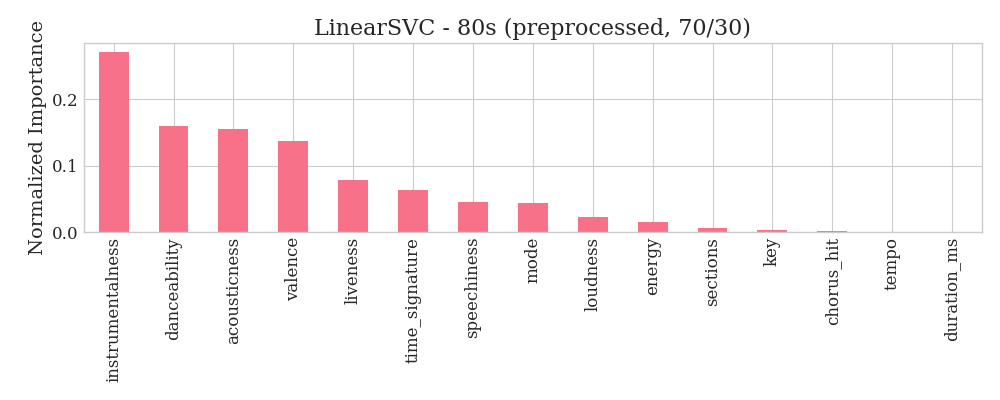 LinearSVC - 80s (preprocessed, 70/30)
Normalized Importance
0.2
0.1
0.0
instrumentalness
danceability
acousticness
valence
liveness
time_signature
speechiness
mode
loudness
energy
sections
key
chorus_hit
tempo
duration_ms